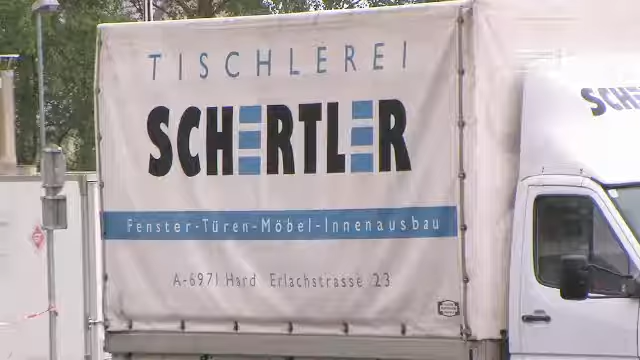 TISCHLEREI
SCHERTLER
Fenster-Türen-Möbel-Innenausbau
A-6971 Hard Erlachstrasse 23